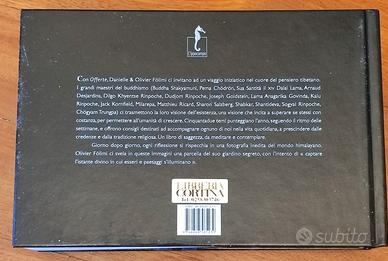 L'ippocampo
Con Offerte, Danielle & Olivier Föllmi ci invitano ad un viaggio iniziatico nel cuore del pensiero tibetano.
I grandi maestri del buddhismo (Buddha Shakyamuni, Pema Chödrön, Sua Santità il XIV Dalai Lama, Arnaud
Desjardins, Dilgo Khyentse Rinpoche, Dudjom Rinpoche, Joseph Goldstein, Lama Anagarika Govinda, Kalu
Rinpoche, Jack Kornfield, Milarepa, Matthieu Ricard, Sharon Salzberg, Shabkar, Shantideva, Sogyal Rinpoche,
Chögyam Trungpa) ci trasmettono la loro visione dell'esistenza, una visione che incita a superare se stessi con
costanza, per permettere all'umanità di crescere. Cinquantadue temi punteggiano l'anno, seguendo il ritmo delle
settimane, e offrono consigli destinati ad accompagnare ognuno di noi nella vita quotidiana, a prescindere dalle
credenze e dalla tradizione occidentale. Un libro di saggezza, da meditare e contemplare.
Giorno dopo giorno, ogni riflessione si rispecchia in una fotografia inedita del mondo himalayano.
Olivier Föllmi ci svela in queste immagini una parcella del suo giardino segreto, con l'intento di « captare
l'istante divino in cui esseri e paesaggi s'illuminano ».
LIBRERIA
CORTINA
subito